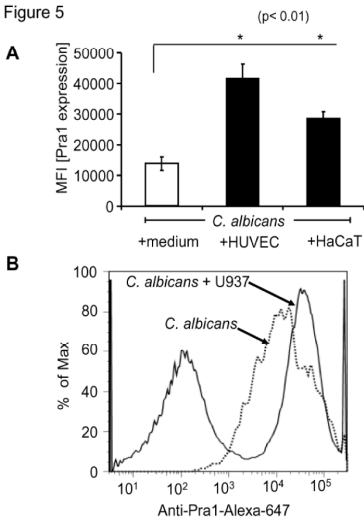 Figure 5
(p< 0.01)
A
* *
MFI [Pra1 expression]
50000
40000
30000
20000
10000
0
C. albicans
+medium +HUVEC +HaCaT
B
C. albicans + U937
C. albicans
% of Max
100
80
60
40
20
0
10¹ 10² 10³ 10⁴ 10⁵
Anti-Pra1-Alexa-647